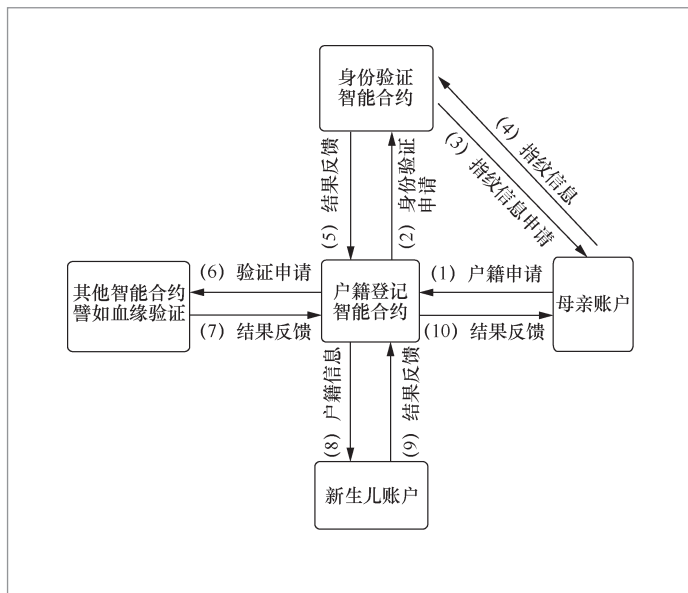 身份验证
智能合约
(4) 指纹信息
(3) 指纹信息申请
(5) 结果反馈
(2) 身份验证
申请
(6) 验证申请
(1) 户籍申请
其他智能合约
譬如血缘验证
户籍登记
智能合约
母亲账户
(7) 结果反馈
(10) 结果反馈
(8) 户籍信息
(9) 结果反馈
新生儿账户